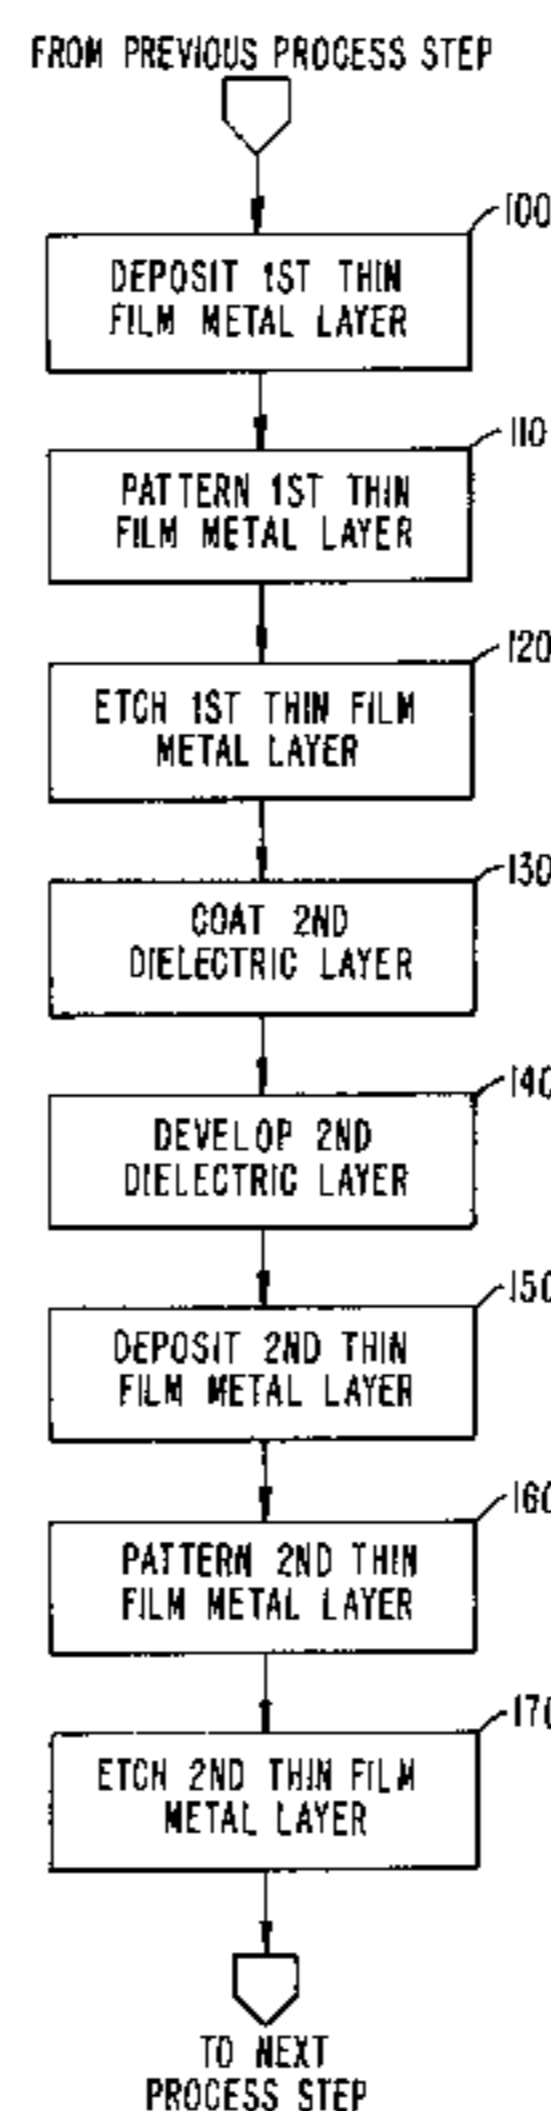 FROM PREVIOUS PROCESS STEP
100
DEPOSIT 1ST THIN
FILM METAL LAYER
110
PATTERN 1ST THIN
FILM METAL LAYER
120
ETCH 1ST THIN FILM
METAL LAYER
130
COAT 2ND
DIELECTRIC LAYER
140
DEVELOP 2ND
DIELECTRIC LAYER
150
DEPOSIT 2ND THIN
FILM METAL LAYER
160
PATTERN 2ND THIN
FILM METAL LAYER
170
ETCH 2ND THIN FILM
METAL LAYER
TO NEXT
PROCESS STEP